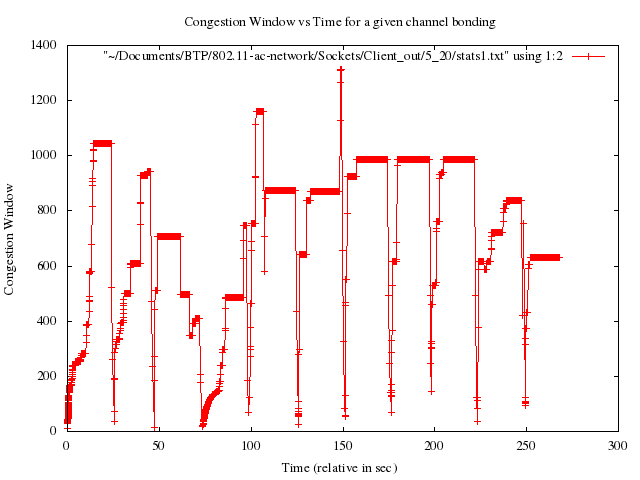 Congestion Window vs Time for a given channel bonding
"~/Documents/BTP/802.11-ac-network/Sockets/Client_out/5_20/stats1.txt" using 1:2
1400
1200
1000
800
600
400
200
0
Congestion Window
0 50 100 150 200 250 300
Time (relative in sec)